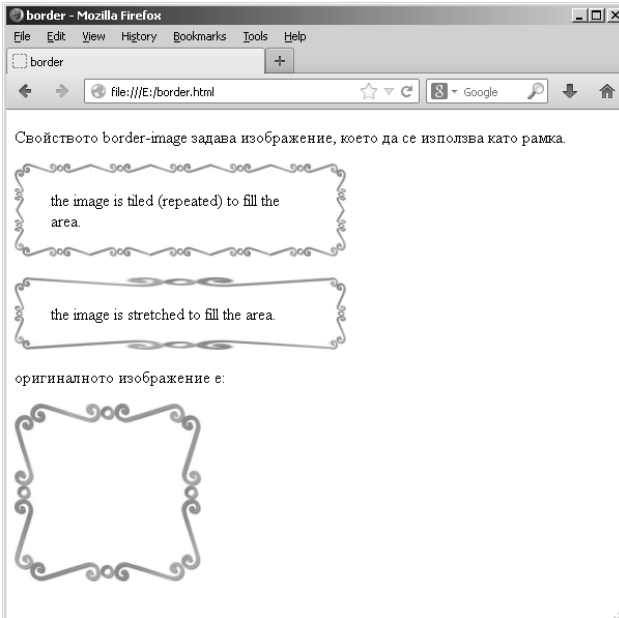 border - Mozilla Firefox
File Edit View History Bookmarks Tools Help
border
+
file:///E:/border.html
8 Google
Свойството border-image задава изображение, което да се използва като рамка.
the image is tiled (repeated) to fill the
area.
the image is stretched to fill the area.
оригиналното изображение е: